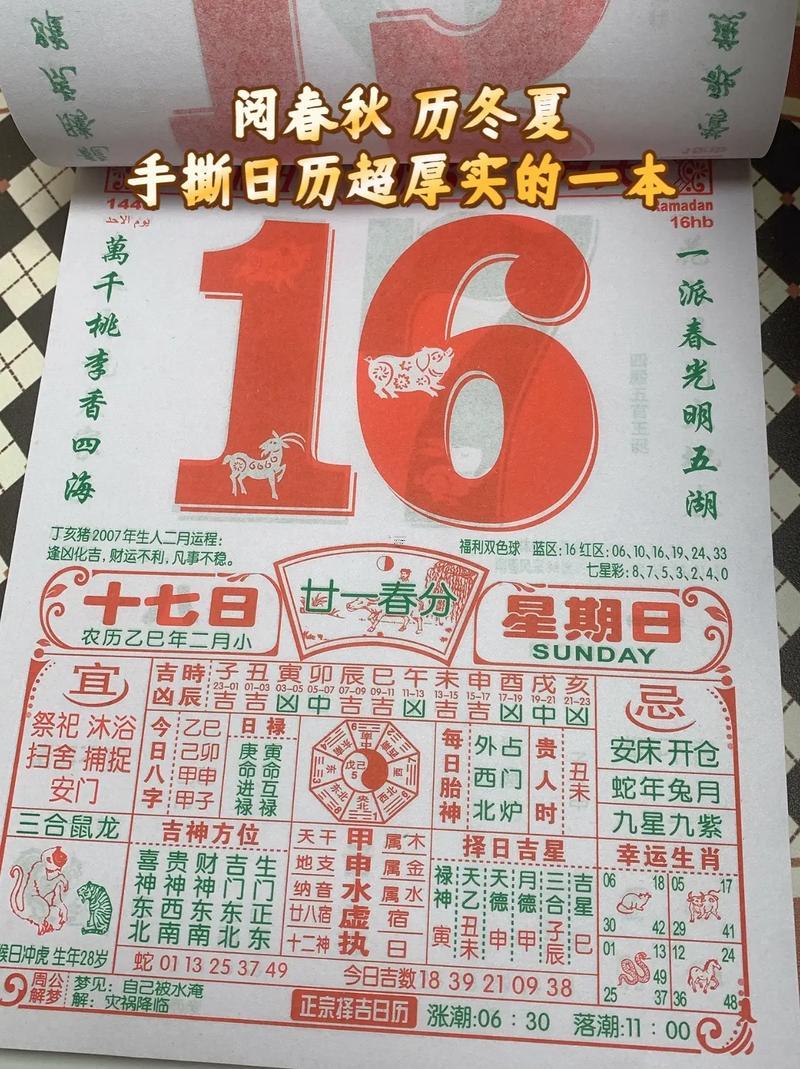 阅春秋 历冬夏
手撕日历超厚实的一本
144
يوم الاحد
Ramadan
16hb
16
萬千桃李香四海
一派春光明五湖
丁亥猪2007年生人二月运程:
逢凶化吉，财运不利，凡事不稳。
福利双色球 蓝区:16 红区:06,10,16,19,24,33
七星彩:8、7、5、3、2、4、0
十七日
农历乙巳年二月小
廿一春分
星期日
SUNDAY
宜
祭祀 沐浴
扫舍 捕捉
安门
吉凶 時辰
子 丑 寅 卯 辰 巳 午 未 申 酉 戌 亥
23-01 01-03 03-05 05-07 07-09 09-11 11-13 13-15 15-17 17-19 19-21 21-23
吉 吉 凶 中 吉 吉 中 吉 吉 凶 中 凶
今日八字
乙巳
己卯
甲申
甲子
日禄
庚命进禄
寅命互禄
每日胎神
占门炉
外西北
贵人时
丑未
忌
安床 开仓
蛇年兔月
九星九紫
三合鼠龙
猴日冲虎 生年28岁
吉神方位
喜神东北
贵神西南
财神东北
吉门东南
生门正东
天干 甲 属木
地支 申 属金
纳音 水 属水
廿八宿 虚 宿
十二神 执 日
择日吉星
禄神 寅
天乙 丑未
天德 申
月德 甲
三合 子辰
吉星 巳
幸运生肖
06 18 30 42
05 17 29 41
01 13 25 37
12 24 36 48
49
蛇 01 13 25 37 49
今日吉数18 39 21 09 38
周公解梦
梦见：自己被水淹
解：灾祸降临
正宗择吉日历
涨潮:06：30 落潮:11：00